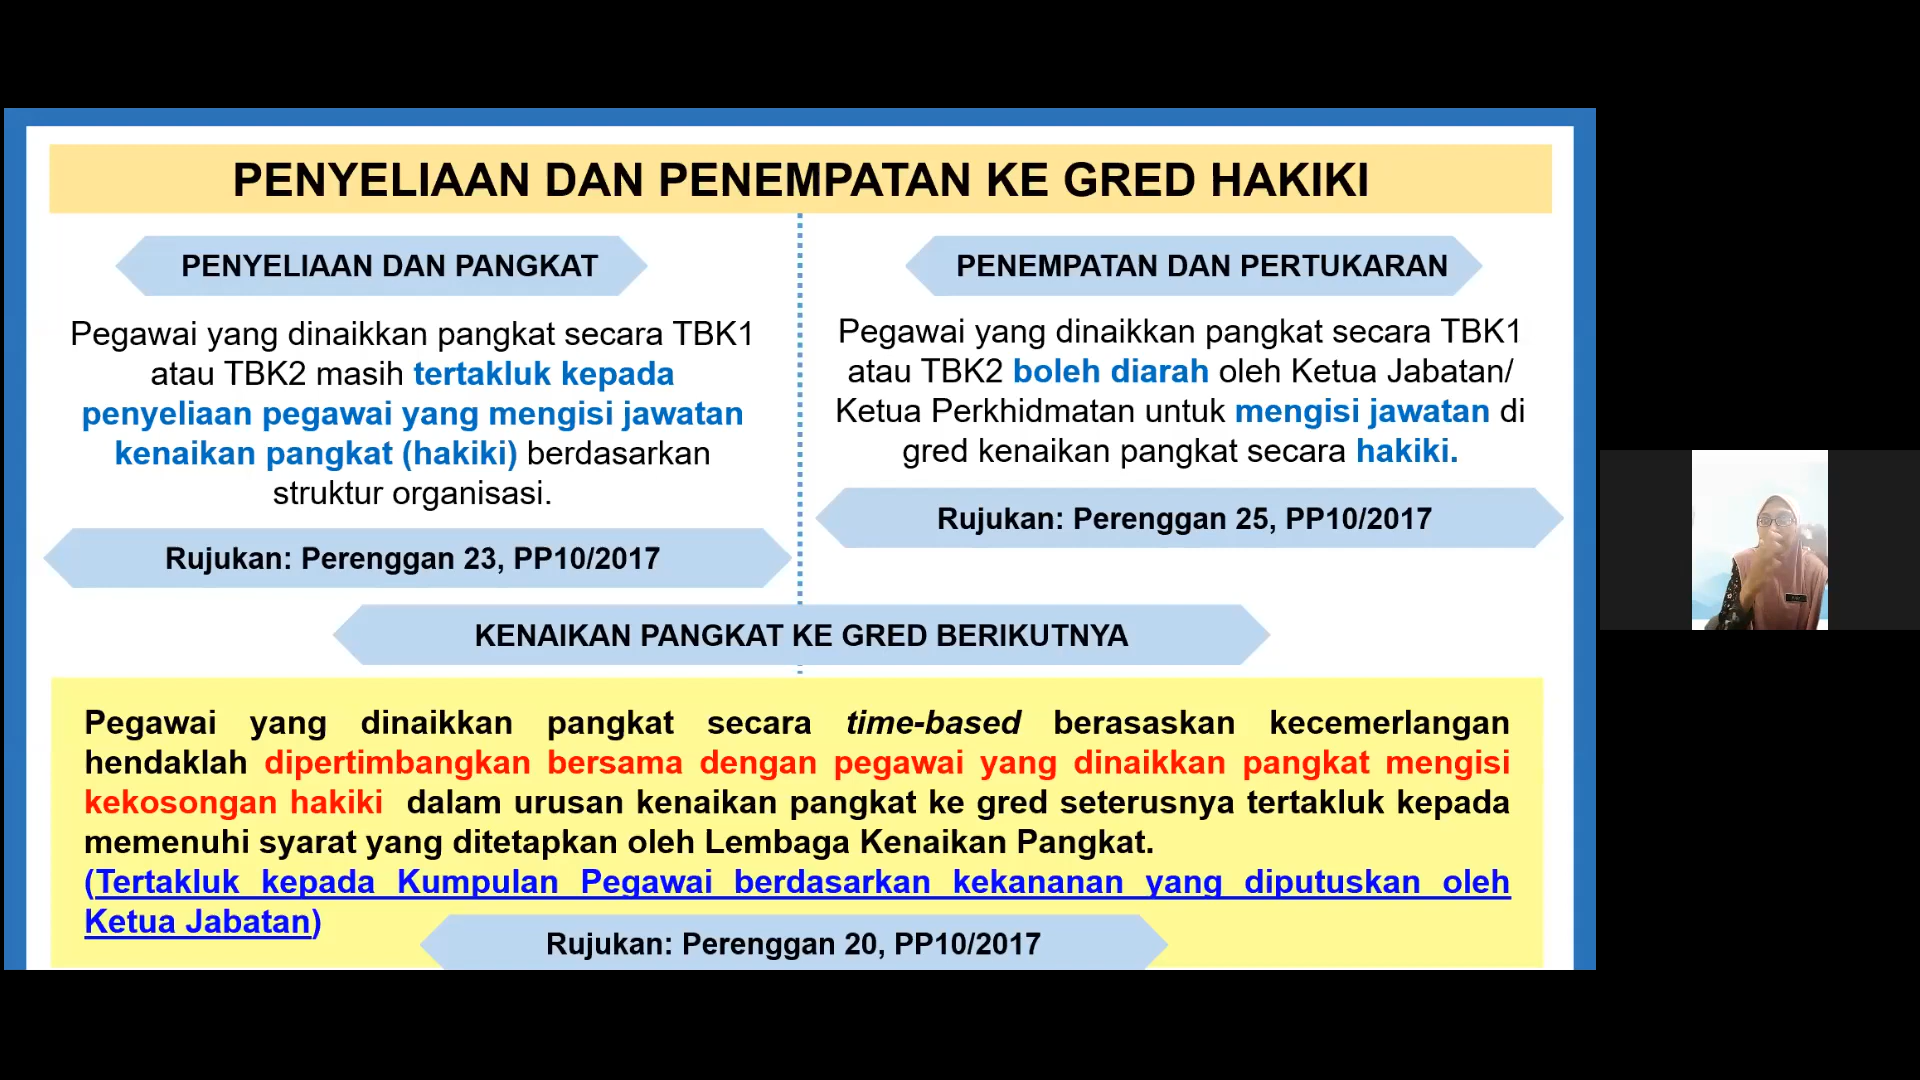 PENYELIAAN DAN PENEMPATAN KE GRED HAKIKI
PENYELIAAN DAN PANGKAT
Pegawai yang dinaikkan pangkat secara TBK1
atau TBK2 masih tertakluk kepada
penyeliaan pegawai yang mengisi jawatan
kenaikan pangkat (hakiki) berdasarkan
struktur organisasi.
Rujukan: Perenggan 23, PP10/2017
PENEMPATAN DAN PERTUKARAN
Pegawai yang dinaikkan pangkat secara TBK1
atau TBK2 boleh diarah oleh Ketua Jabatan/
Ketua Perkhidmatan untuk mengisi jawatan di
gred kenaikan pangkat secara hakiki.
Rujukan: Perenggan 25, PP10/2017
KENAIKAN PANGKAT KE GRED BERIKUTNYA
Pegawai yang dinaikkan pangkat secara time-based berasaskan kecemerlangan
hendaklah dipertimbangkan bersama dengan pegawai yang dinaikkan pangkat mengisi
kekosongan hakiki dalam urusan kenaikan pangkat ke gred seterusnya tertakluk kepada
memenuhi syarat yang ditetapkan oleh Lembaga Kenaikan Pangkat.
(Tertakluk kepada Kumpulan Pegawai berdasarkan kekananan yang diputuskan oleh
Ketua Jabatan)
Rujukan: Perenggan 20, PP10/2017